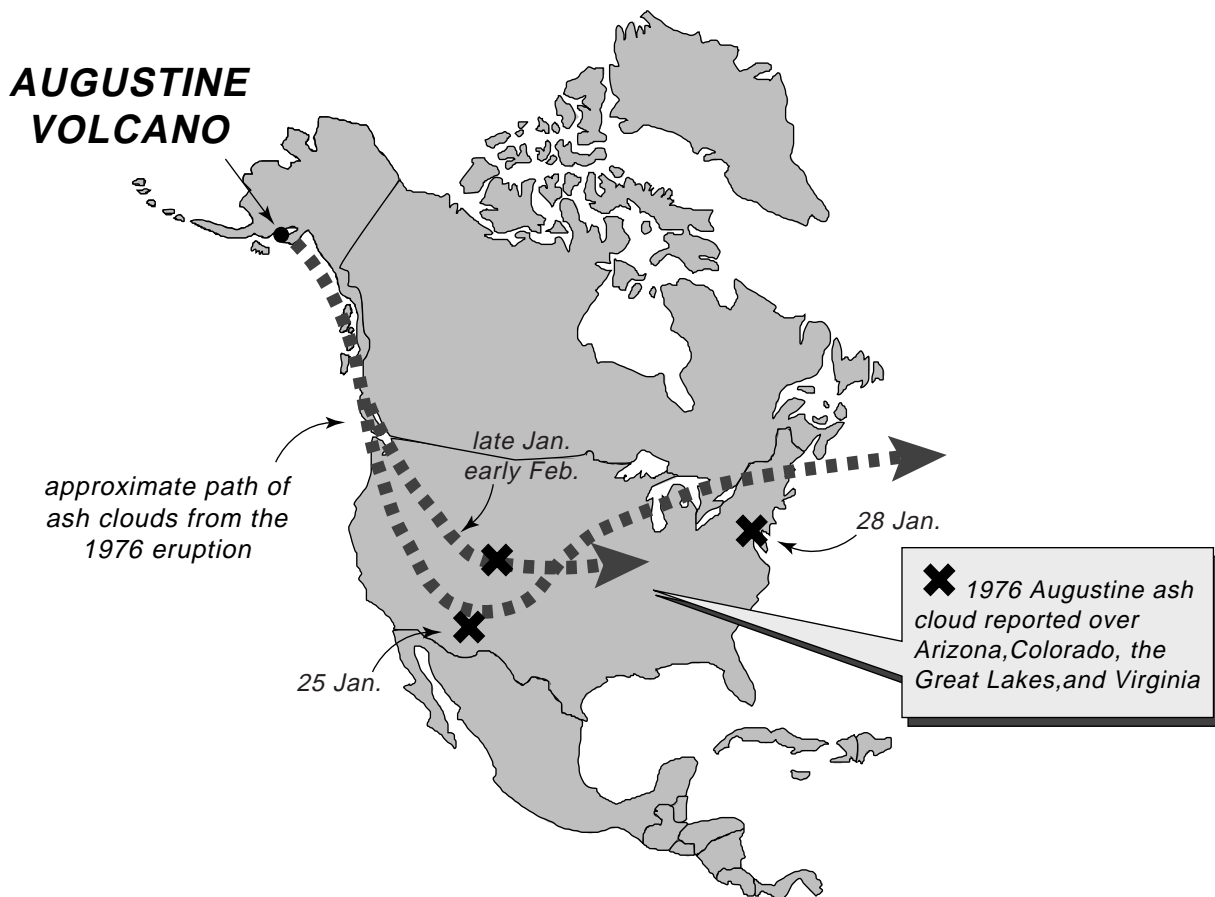 AUGUSTINE
VOLCANO
late Jan.
early Feb.
approximate path of
ash clouds from the
1976 eruption
28 Jan.
25 Jan.
1976 Augustine ash
cloud reported over
Arizona,Colorado, the
Great Lakes,and Virginia